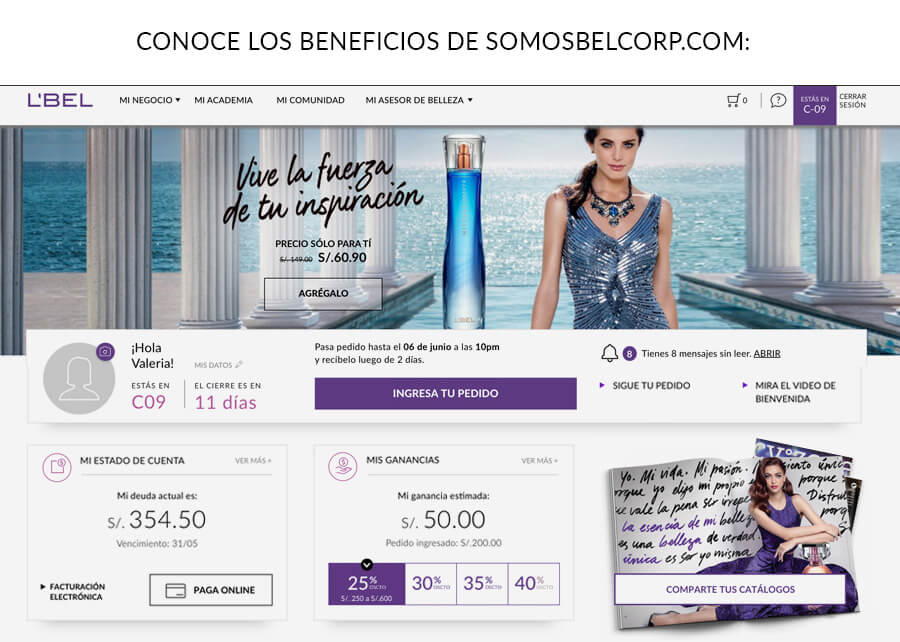 CONOCE LOS BENEFICIOS DE SOMOSBELCORP.COM:
L'BEL
MI NEGOCIO
MI ACADEMIA
MI COMUNIDAD
MI ASESOR DE BELLEZA
0
?
ESTÁS EN
C-09
CERRAR
SESIÓN
Vive la fuerza
de tu inspiración
PRECIO SÓLO PARA TÍ
S/. 149.00 S/.60.90
AGRÉGALO
L'BEL
¡Hola
Valeria!
MIS DATOS
ESTÁS EN
C09
EL CIERRE ES EN
11 días
Pasa pedido hasta el 06 de junio a las 10pm
y recíbelo luego de 2 días.
INGRESA TU PEDIDO
8 Tienes 8 mensajes sin leer. ABRIR
SIGUE TU PEDIDO
MIRA EL VIDEO DE
BIENVENIDA
MI ESTADO DE CUENTA
VER MÁS +
Mi deuda actual es:
S/. 354.50
Vencimiento: 31/05
FACTURACIÓN
ELECTRÓNICA
PAGA ONLINE
MIS GANANCIAS
VER MÁS +
Mi ganancia estimada:
S/. 50.00
Pedido ingresado: S/.200.00
25% DSCTO
S/. 250 a S/.600
30% DSCTO
35% DSCTO
40% DSCTO
Yo. Mi vida. Mi pasión.
porque yo elijo mi propio
vale la pena ser
la esencia de mi belleza
es una belleza de verdad.
única es ser yo misma
COMPARTE TUS CATÁLOGOS